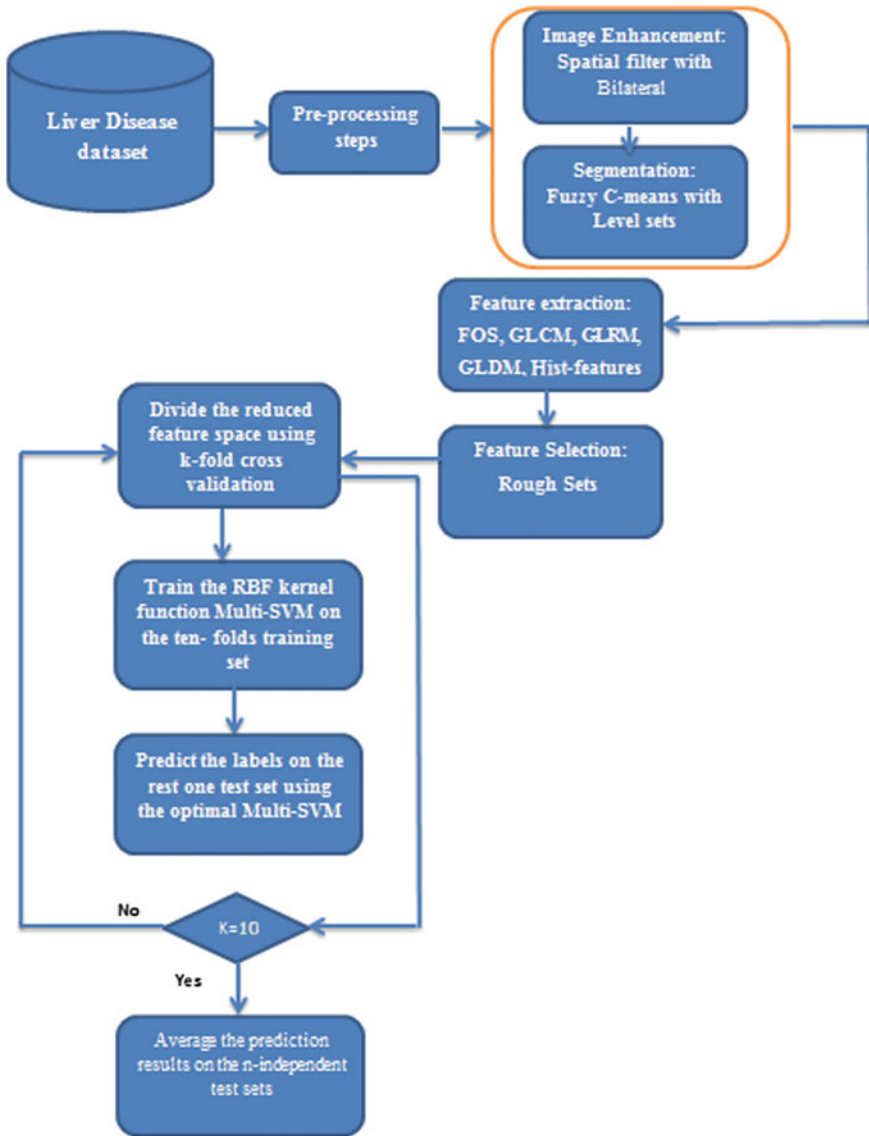 Liver Disease
dataset
Pre-processing
steps
Image Enhancement:
Spatial filter with
Bilateral
Segmentation:
Fuzzy C-means with
Level sets
Feature extraction:
FOS, GLCM, GLRM,
GLDM, Hist-features
Feature Selection:
Rough Sets
Divide the reduced
feature space using
k-fold cross
validation
Train the RBF kernel
function Multi-SVM on
the ten- folds training
set
Predict the labels on the
rest one test set using
the optimal Multi-SVM
No
K=10
Yes
Average the prediction
results on the n-independent
test sets